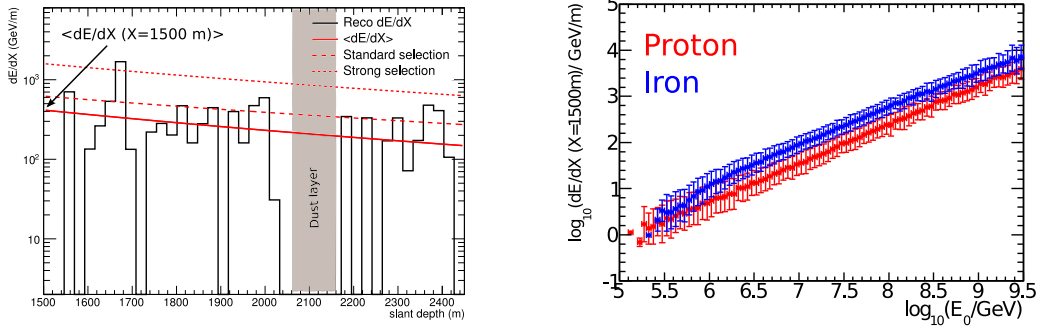 dE/dX (GeV/m)
<dE/dX (X=1500 m)>
Reco dE/dX
<dE/dX>
Standard selection
Strong selection
Dust layer
10³
10²
10
1500 1600 1700 1800 1900 2000 2100 2200 2300 2400
slant depth (m)
log₁₀(dE/dX (X=1500m)/ GeV/m)
Proton
Iron
5
4
3
2
1
0
-1
5 5.5 6 6.5 7 7.5 8 8.5 9 9.5
log₁₀(E₀/GeV)